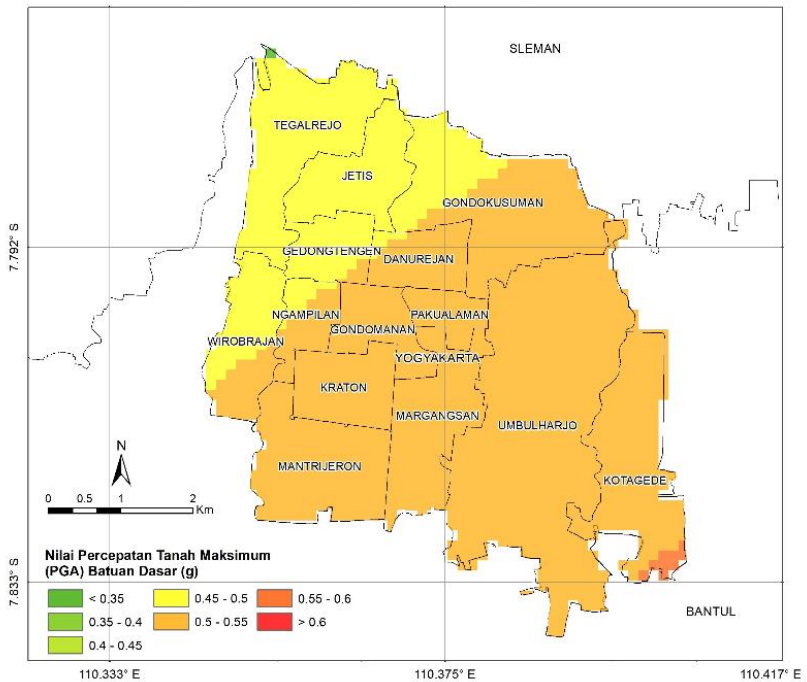 SLEMAN
TEGALREJO
JETIS
GONDOKUSUMAN
7.792° S
GEDONGTENGEN
DANUREJAN
NGAMPILAN
PAKUALAMAN
GONDOMANAN
WIROBRAJAN
YOGYAKARTA
KRATON
MARGANGSAN
UMBULHARJO
MANTRIJERON
KOTAGEDE
N
0 0.5 1 2
Km
Nilai Percepatan Tanah Maksimum
(PGA) Batuan Dasar (g)
< 0.35 0.45 - 0.5 0.55 - 0.6
0.35 - 0.4 0.5 - 0.55 > 0.6
0.4 - 0.45
7.833° S
BANTUL
110.333° E 110.375° E 110.417° E